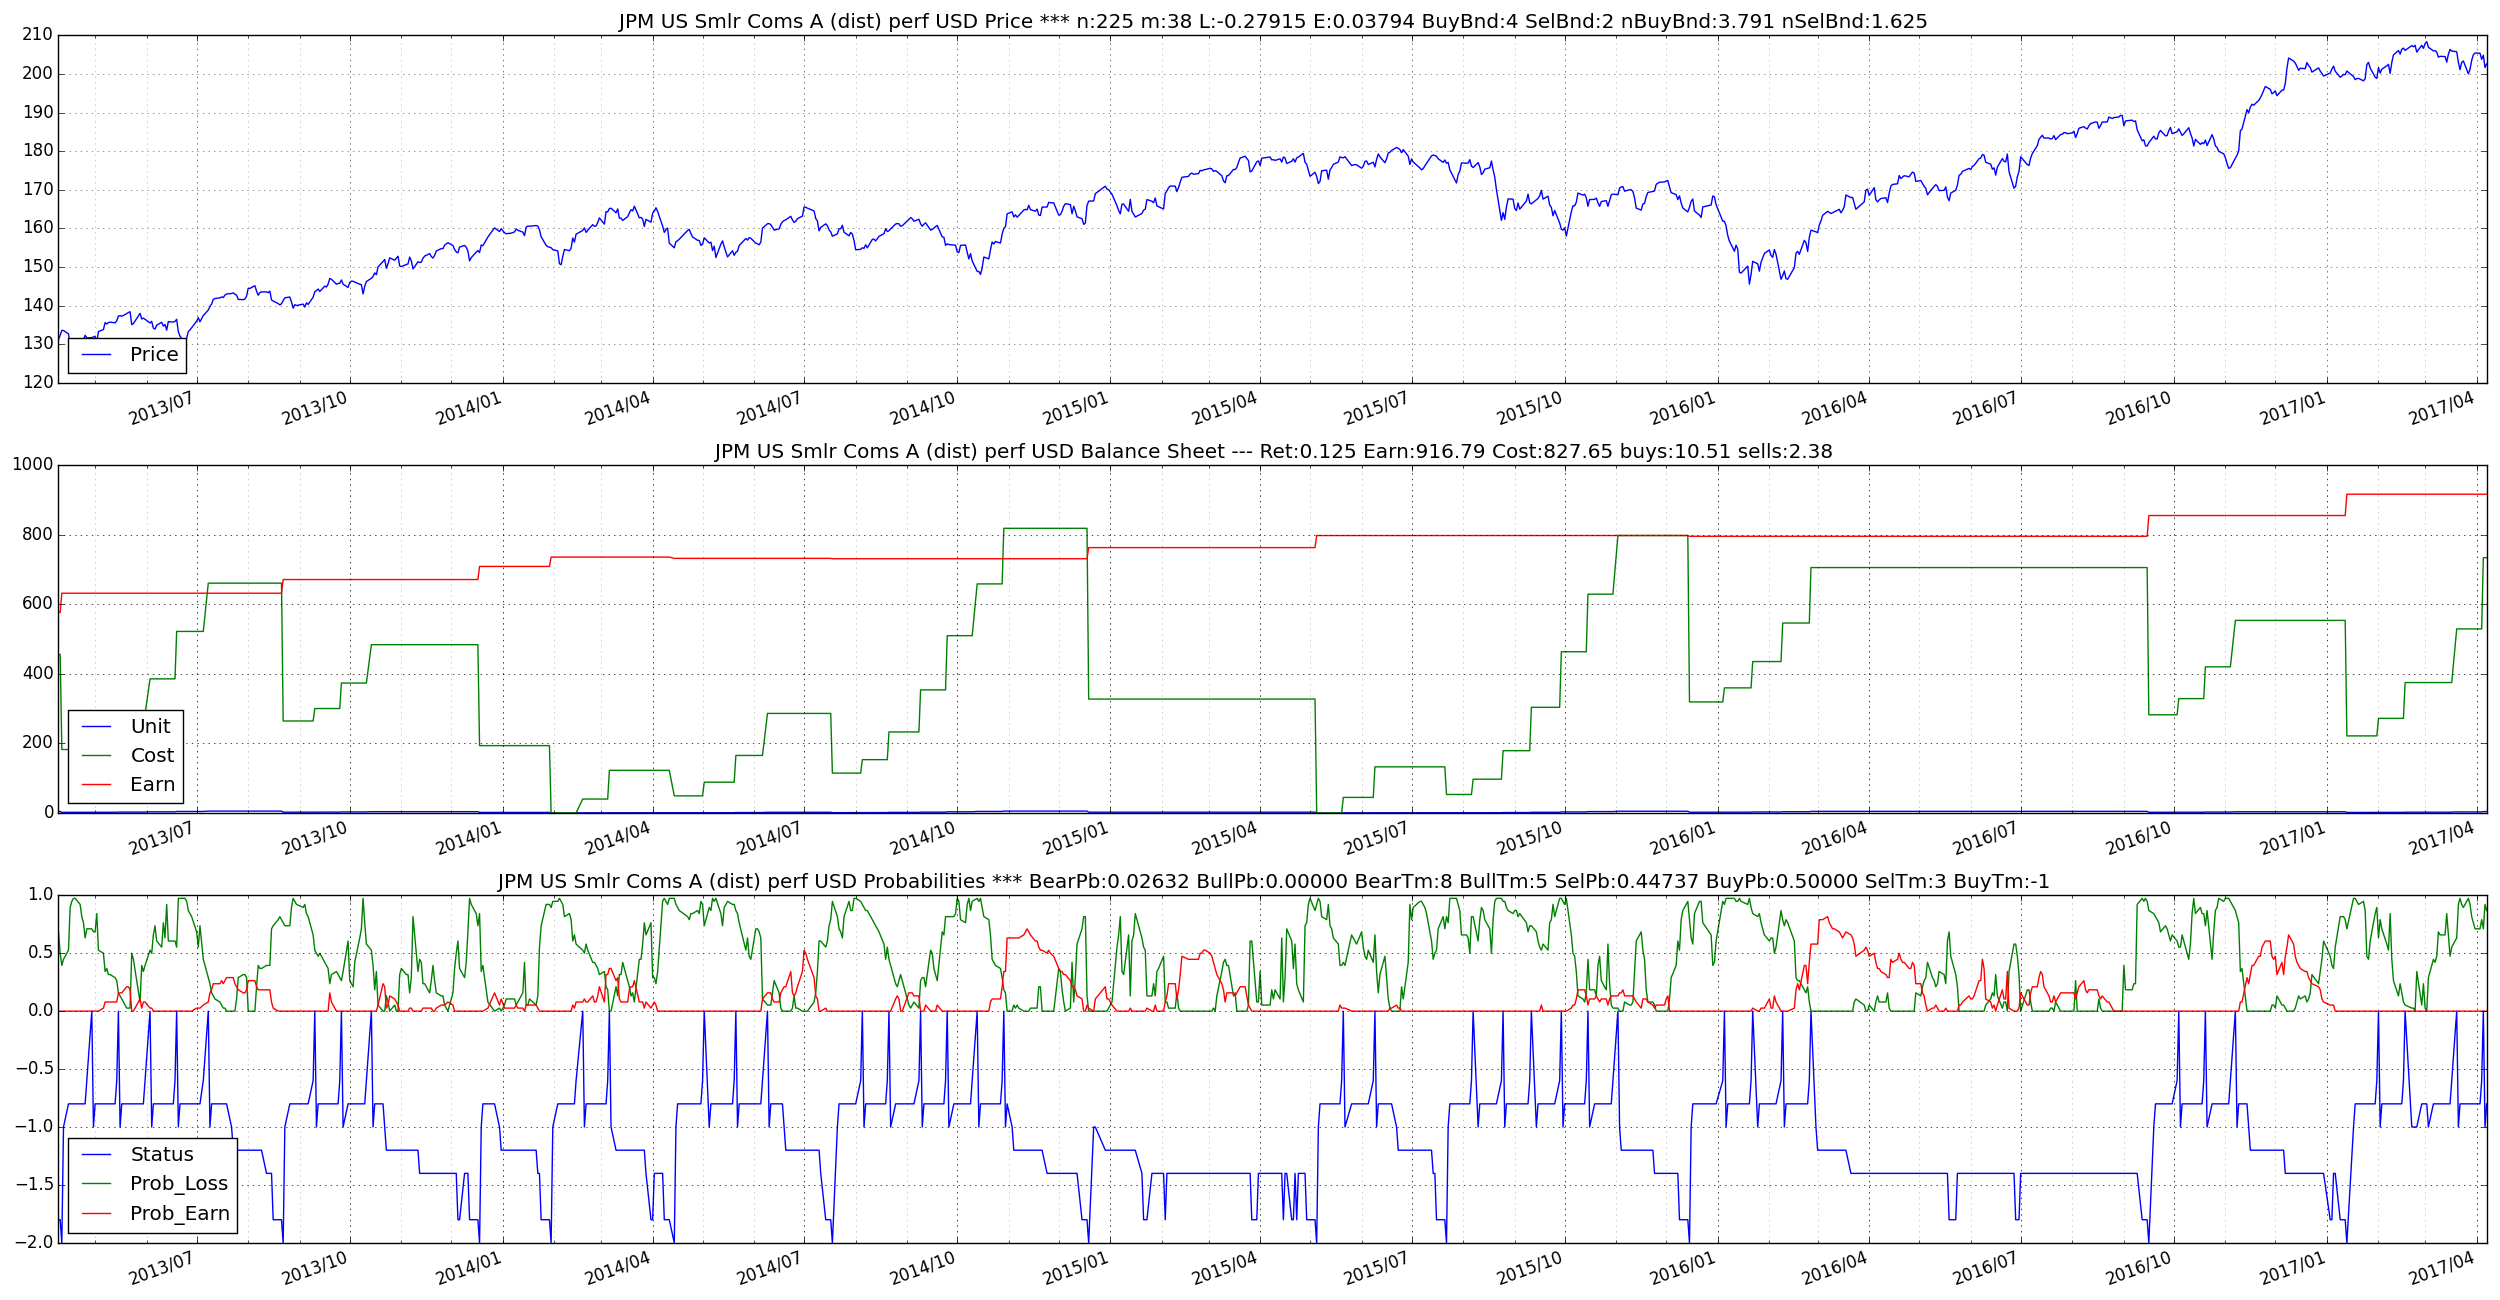 JPM US Smlr Coms A (dist) perf USD Price *** n:225 m:38 L:-0.27915 E:0.03794 BuyBnd:4 SelBnd:2 nBuyBnd:3.791 nSelBnd:1.625
210
200
190
180
170
160
150
140
130
120
Price
2013/07 2013/10 2014/01 2014/04 2014/07 2014/10 2015/01 2015/04 2015/07 2015/10 2016/01 2016/04 2016/07 2016/10 2017/01 2017/04
JPM US Smlr Coms A (dist) perf USD Balance Sheet --- Ret:0.125 Earn:916.79 Cost:827.65 buys:10.51 sells:2.38
1000
800
600
400
200
0
Unit
Cost
Earn
2013/07 2013/10 2014/01 2014/04 2014/07 2014/10 2015/01 2015/04 2015/07 2015/10 2016/01 2016/04 2016/07 2016/10 2017/01 2017/04
JPM US Smlr Coms A (dist) perf USD Probabilities *** BearPb:0.02632 BullPb:0.00000 BearTm:8 BullTm:5 SelPb:0.44737 BuyPb:0.50000 SelTm:3 BuyTm:-1
1.0
0.5
0.0
−0.5
−1.0
−1.5
−2.0
Status
Prob_Loss
Prob_Earn
2013/07 2013/10 2014/01 2014/04 2014/07 2014/10 2015/01 2015/04 2015/07 2015/10 2016/01 2016/04 2016/07 2016/10 2017/01 2017/04